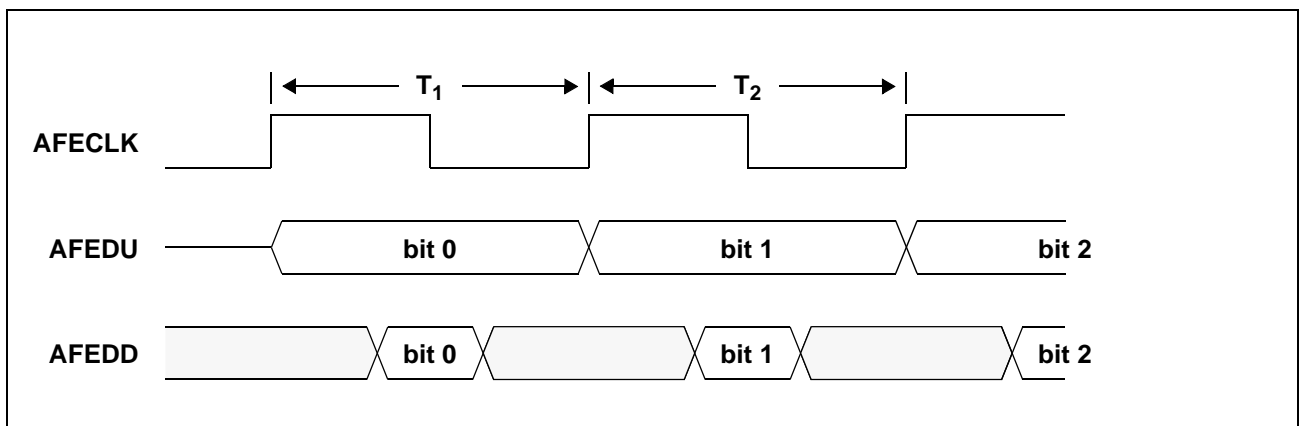 T1 T2
AFECLK
AFEDU bit 0 bit 1 bit 2
AFEDD bit 0 bit 1 bit 2